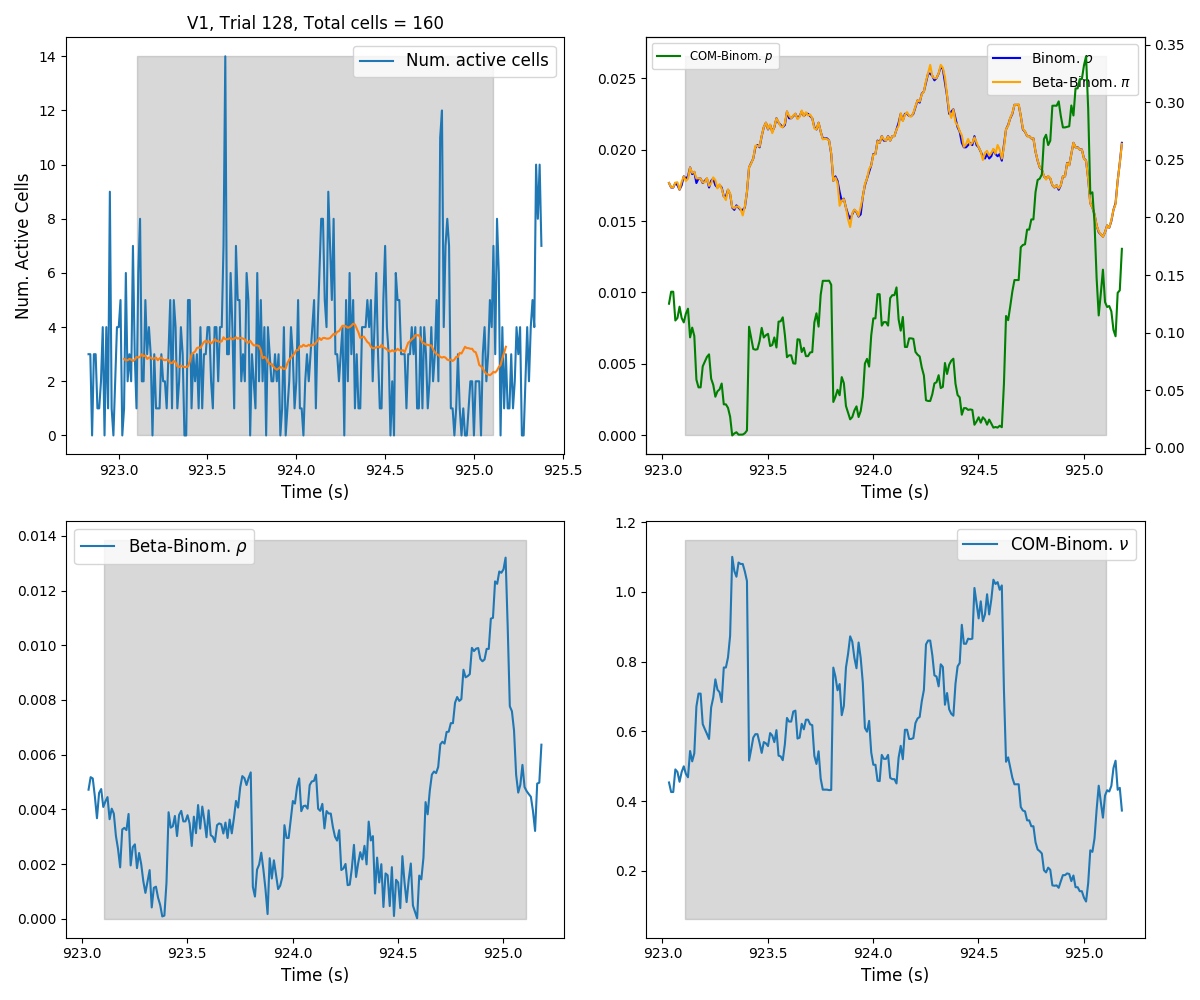 V1, Trial 128, Total cells = 160
Num. active cells
Num. Active Cells
14
12
10
8
6
4
2
0
923.0 923.5 924.0 924.5 925.0 925.5
Time (s)
COM-Binom. p
Binom. p
Beta-Binom. π
0.025
0.020
0.015
0.010
0.005
0.000
0.35
0.30
0.25
0.20
0.15
0.10
0.05
0.00
923.0 923.5 924.0 924.5 925.0
Time (s)
Beta-Binom. ρ
0.014
0.012
0.010
0.008
0.006
0.004
0.002
0.000
923.0 923.5 924.0 924.5 925.0
Time (s)
COM-Binom. ν
1.2
1.0
0.8
0.6
0.4
0.2
923.0 923.5 924.0 924.5 925.0
Time (s)